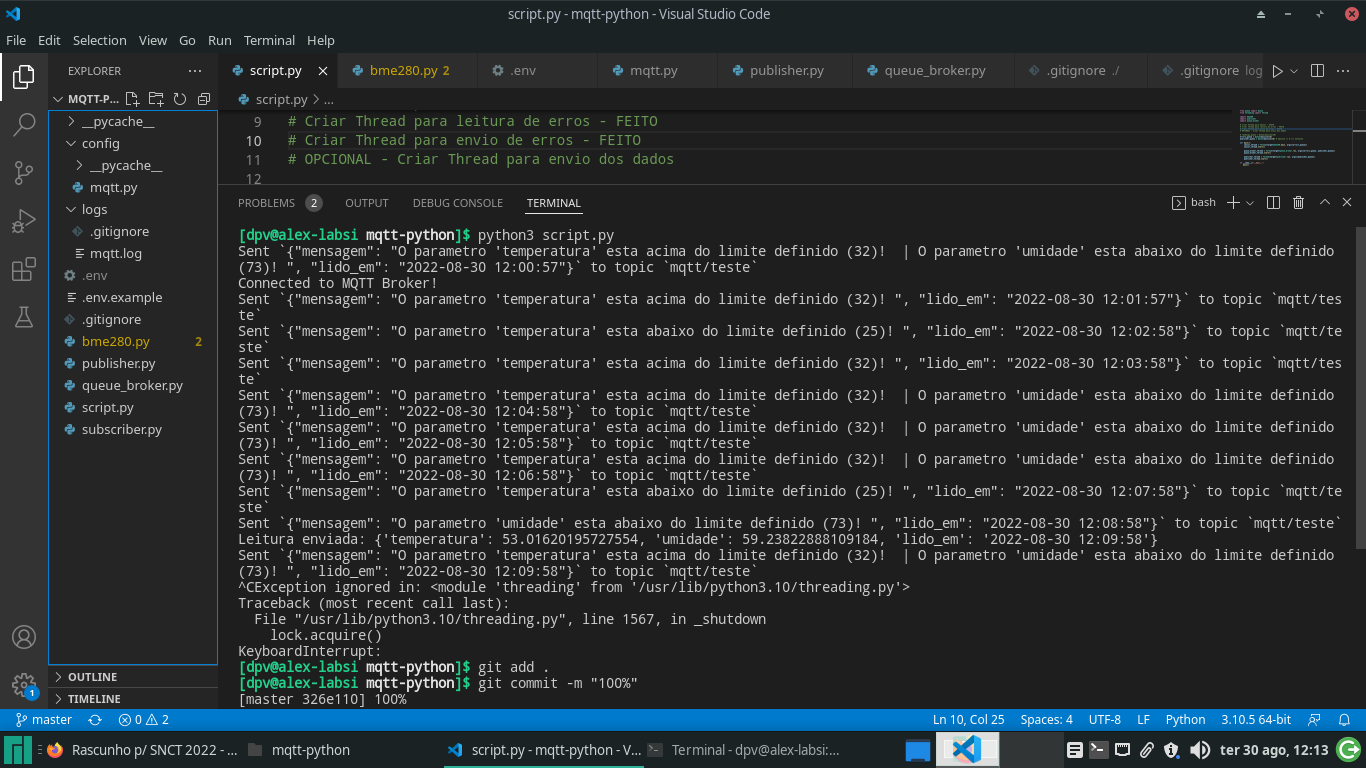 script.py - mqtt-python - Visual Studio Code
File Edit Selection View Go Run Terminal Help
EXPLORER
script.py
bme280.py 2
.env
mqtt.py
publisher.py
queue_broker.py
.gitignore ./
.gitignore log
MQTT-P...
script.py > ...
__pycache__
config
__pycache__
mqtt.py
logs
.gitignore
mqtt.log
.env
.env.example
.gitignore
bme280.py 2
publisher.py
queue_broker.py
script.py
subscriber.py
OUTLINE
TIMELINE
1
9 # Criar Thread para leitura de erros - FEITO
10 # Criar Thread para envio de erros - FEITO
11 # OPCIONAL - Criar Thread para envio dos dados
12
PROBLEMS 2 OUTPUT DEBUG CONSOLE TERMINAL
bash
[dpv@alex-labsi mqtt-python]$ python3 script.py
Sent `{"mensagem": "O parametro 'temperatura' esta acima do limite definido (32)!  | O parametro 'umidade' esta abaixo do limite definido
(73)! ", "lido_em": "2022-08-30 12:00:57"}` to topic `mqtt/teste`
Connected to MQTT Broker!
Sent `{"mensagem": "O parametro 'temperatura' esta acima do limite definido (32)! ", "lido_em": "2022-08-30 12:01:57"}` to topic `mqtt/tes
te`
Sent `{"mensagem": "O parametro 'temperatura' esta abaixo do limite definido (25)! ", "lido_em": "2022-08-30 12:02:58"}` to topic `mqtt/te
ste`
Sent `{"mensagem": "O parametro 'temperatura' esta acima do limite definido (32)! ", "lido_em": "2022-08-30 12:03:58"}` to topic `mqtt/tes
te`
Sent `{"mensagem": "O parametro 'temperatura' esta acima do limite definido (32)!  | O parametro 'umidade' esta abaixo do limite definido
(73)! ", "lido_em": "2022-08-30 12:04:58"}` to topic `mqtt/teste`
Sent `{"mensagem": "O parametro 'temperatura' esta acima do limite definido (32)!  | O parametro 'umidade' esta abaixo do limite definido
(73)! ", "lido_em": "2022-08-30 12:05:58"}` to topic `mqtt/teste`
Sent `{"mensagem": "O parametro 'temperatura' esta acima do limite definido (32)!  | O parametro 'umidade' esta abaixo do limite definido
(73)! ", "lido_em": "2022-08-30 12:06:58"}` to topic `mqtt/teste`
Sent `{"mensagem": "O parametro 'temperatura' esta abaixo do limite definido (25)! ", "lido_em": "2022-08-30 12:07:58"}` to topic `mqtt/te
ste`
Sent `{"mensagem": "O parametro 'umidade' esta abaixo do limite definido (73)! ", "lido_em": "2022-08-30 12:08:58"}` to topic `mqtt/teste`
Leitura enviada: {'temperatura': 53.01620195727554, 'umidade': 59.23822888109184, 'lido_em': '2022-08-30 12:09:58'}
Sent `{"mensagem": "O parametro 'temperatura' esta acima do limite definido (32)!  | O parametro 'umidade' esta abaixo do limite definido
(73)! ", "lido_em": "2022-08-30 12:09:58"}` to topic `mqtt/teste`
^CException ignored in: <module 'threading' from '/usr/lib/python3.10/threading.py'>
Traceback (most recent call last):
  File "/usr/lib/python3.10/threading.py", line 1567, in _shutdown
    lock.acquire()
KeyboardInterrupt:
[dpv@alex-labsi mqtt-python]$ git add .
[dpv@alex-labsi mqtt-python]$ git commit -m "100%"
[master 326e110] 100%
master 0 2 Ln 10, Col 25 Spaces: 4 UTF-8 LF Python 3.10.5 64-bit
Rascunho p/ SNCT 2022 - ... mqtt-python script.py - mqtt-python - V... Terminal - dpv@alex-labsi:... ter 30 ago, 12:13